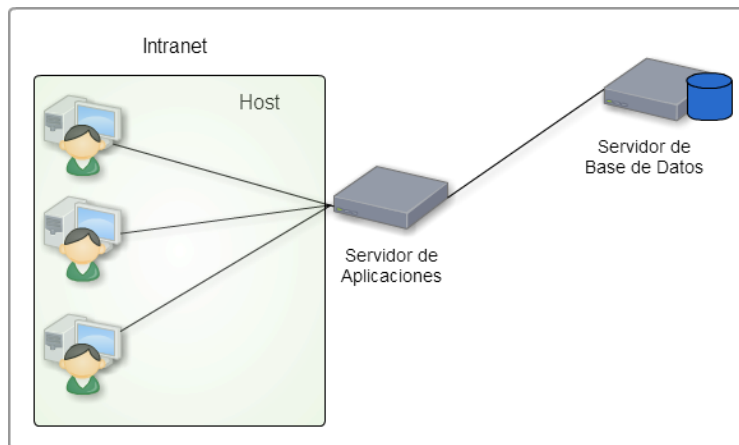 Intranet
Host
Servidor de
Base de Datos
Servidor de
Aplicaciones